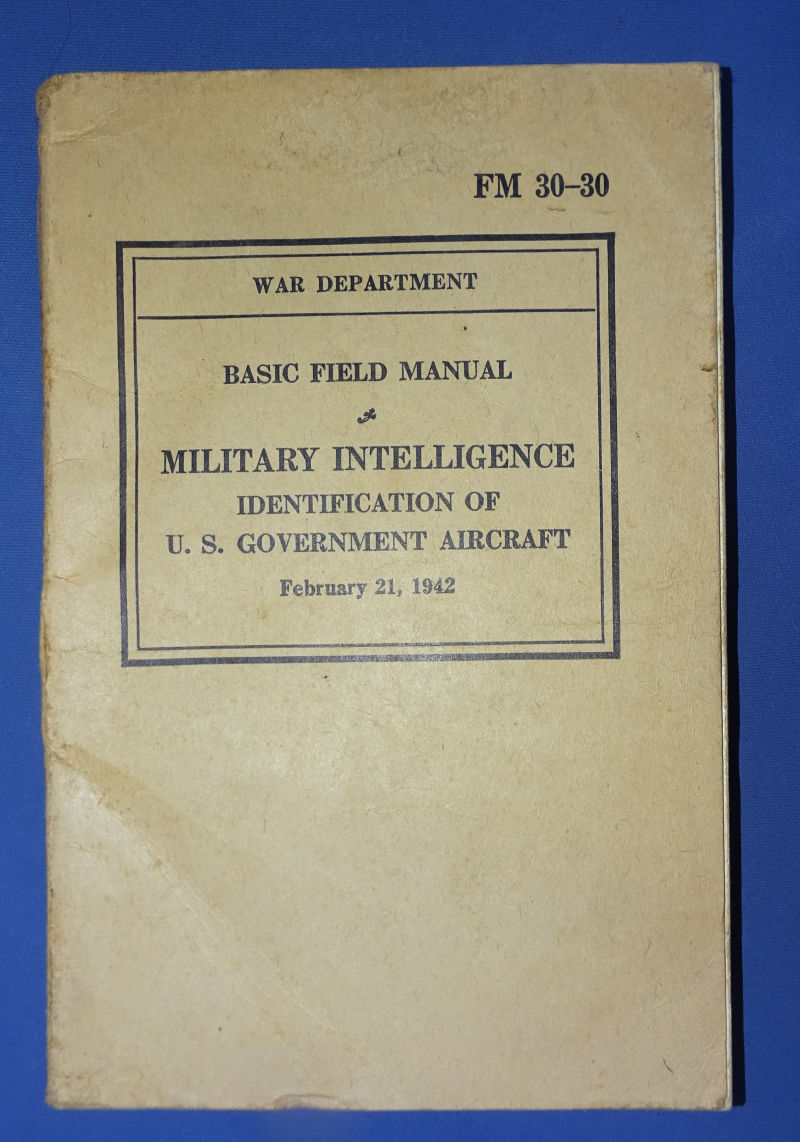 FM 30–30
WAR DEPARTMENT
BASIC FIELD MANUAL
MILITARY INTELLIGENCE
IDENTIFICATION OF
U. S. GOVERNMENT AIRCRAFT
February 21, 1942